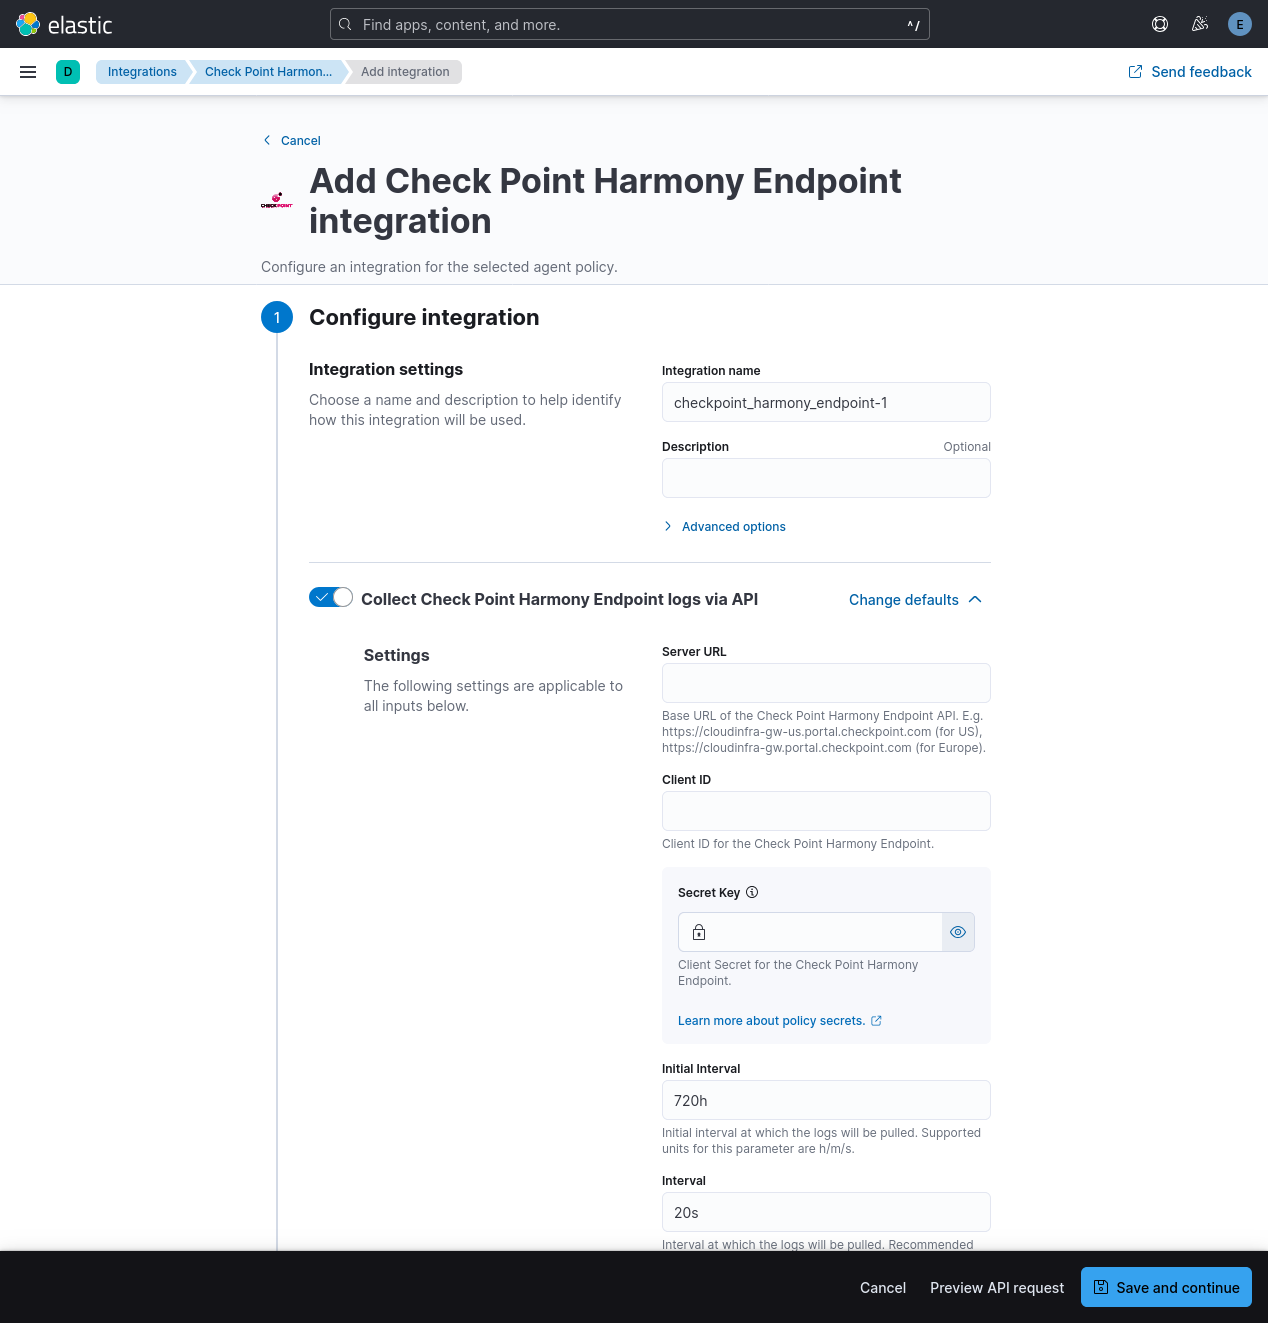 elastic
Find apps, content, and more.
^/
E
D
Integrations
Check Point Harmon...
Add integration
Send feedback
Cancel
CHECK POINT
Add Check Point Harmony Endpoint
integration
Configure an integration for the selected agent policy.
1
Configure integration
Integration settings
Choose a name and description to help identify
how this integration will be used.
Integration name
checkpoint_harmony_endpoint-1
Description
Optional
Advanced options
Collect Check Point Harmony Endpoint logs via API
Change defaults
Settings
The following settings are applicable to
all inputs below.
Server URL
Base URL of the Check Point Harmony Endpoint API. E.g.
https://cloudinfra-gw-us.portal.checkpoint.com (for US),
https://cloudinfra-gw.portal.checkpoint.com (for Europe).
Client ID
Client ID for the Check Point Harmony Endpoint.
Secret Key
Client Secret for the Check Point Harmony
Endpoint.
Learn more about policy secrets.
Initial Interval
720h
Initial interval at which the logs will be pulled. Supported
units for this parameter are h/m/s.
Interval
20s
Interval at which the logs will be pulled. Recommended
Cancel
Preview API request
Save and continue